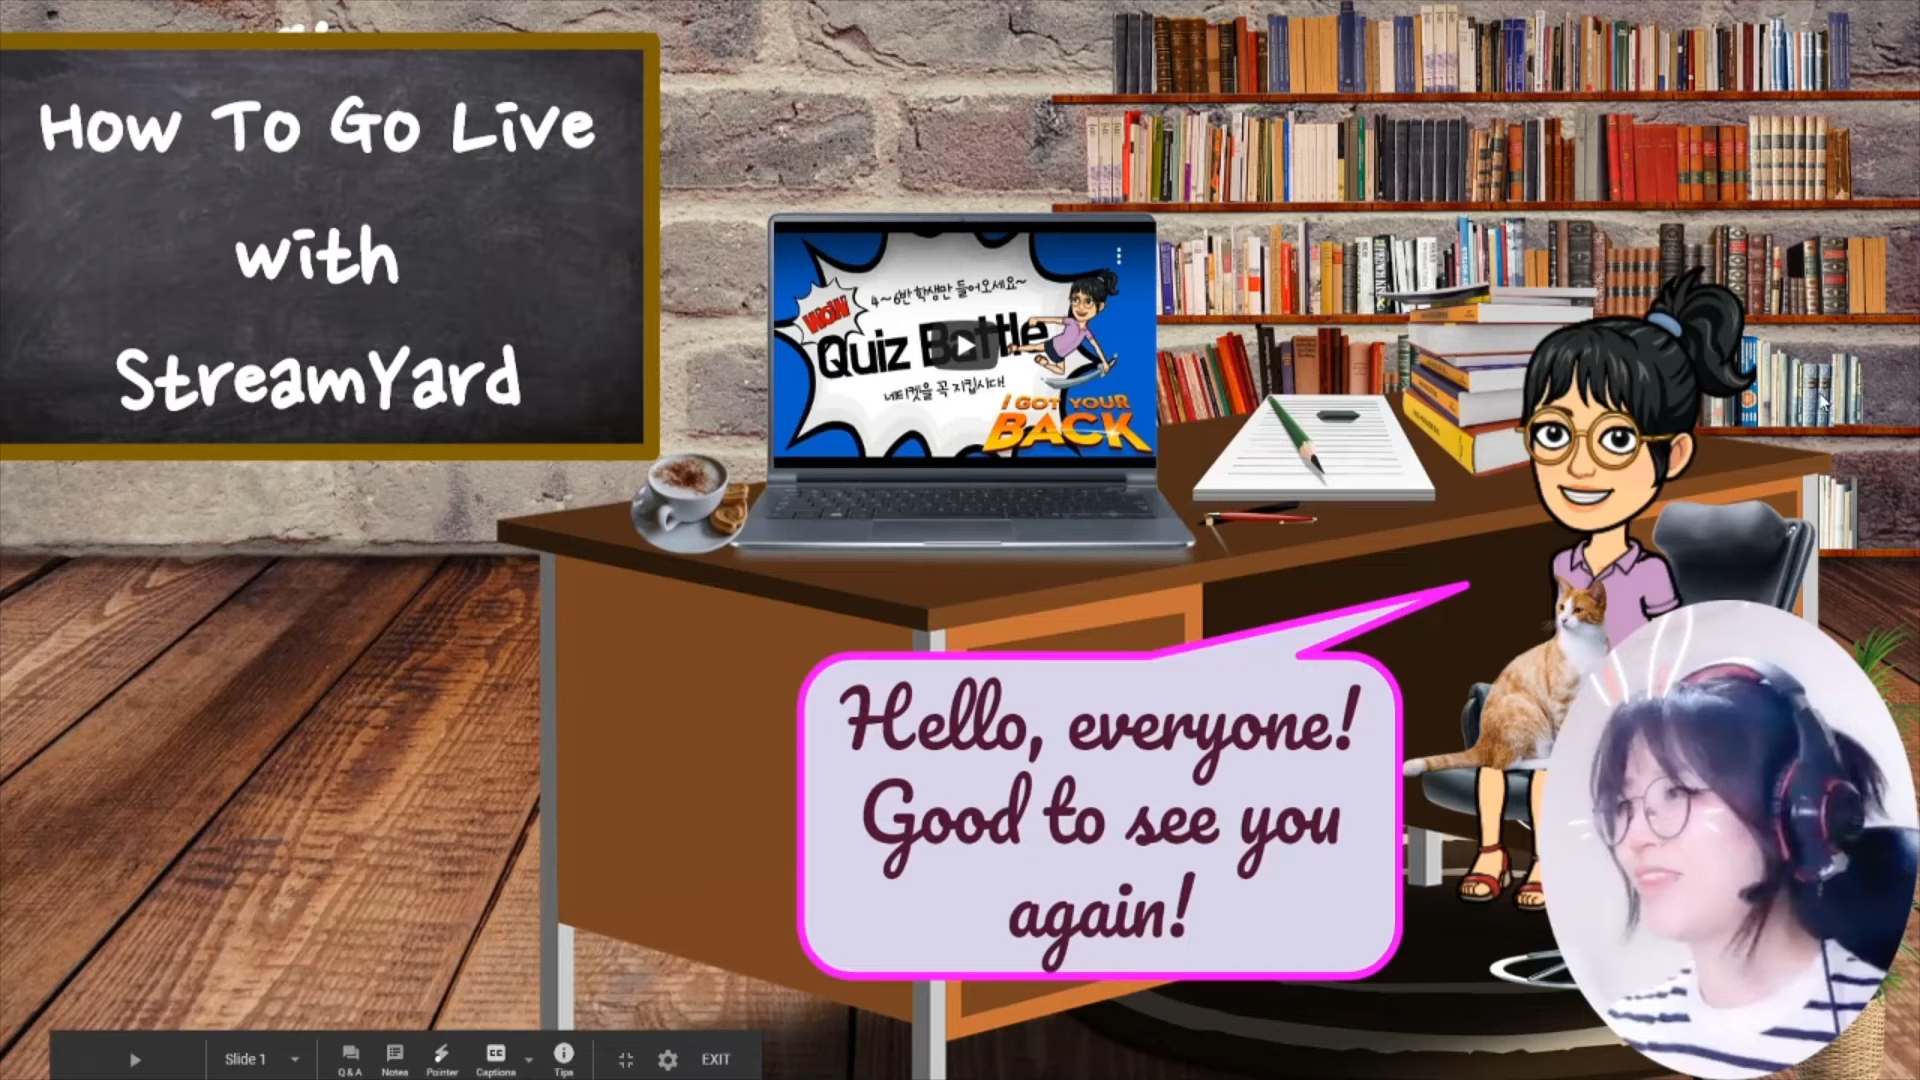 How To Go Live
with
StreamYard
WOW
4~6반 학생만 들어오세요~
Quiz Battle
네티켓을 꼭 지킵시다!
I GOT YOUR
BACK
Hello, everyone!
Good to see you
again!
Slide 1
Q&A
Notes
Pointer
CC
Captions
Tips
EXIT